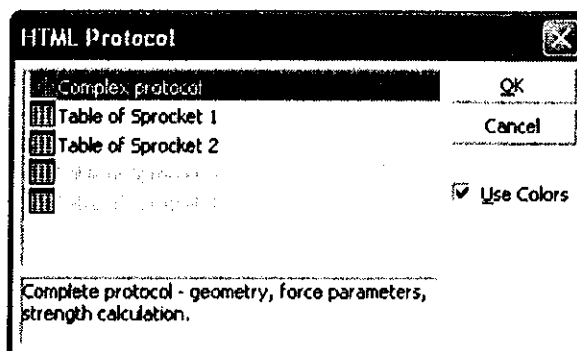 HTML Protocol
Complex protocol
Table of Sprocket 1
Table of Sprocket 2
OK
Cancel
Use Colors
Complete protocol - geometry, force parameters,
strength calculation.